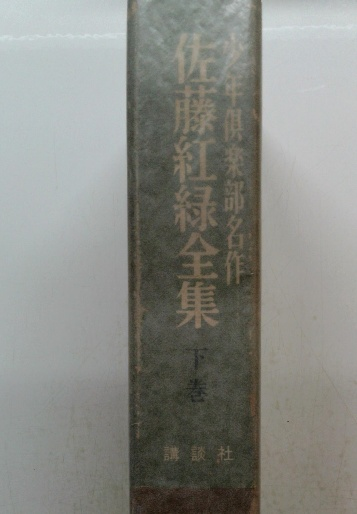 少年倶楽部名作
佐藤紅緑全集
下巻
講談社